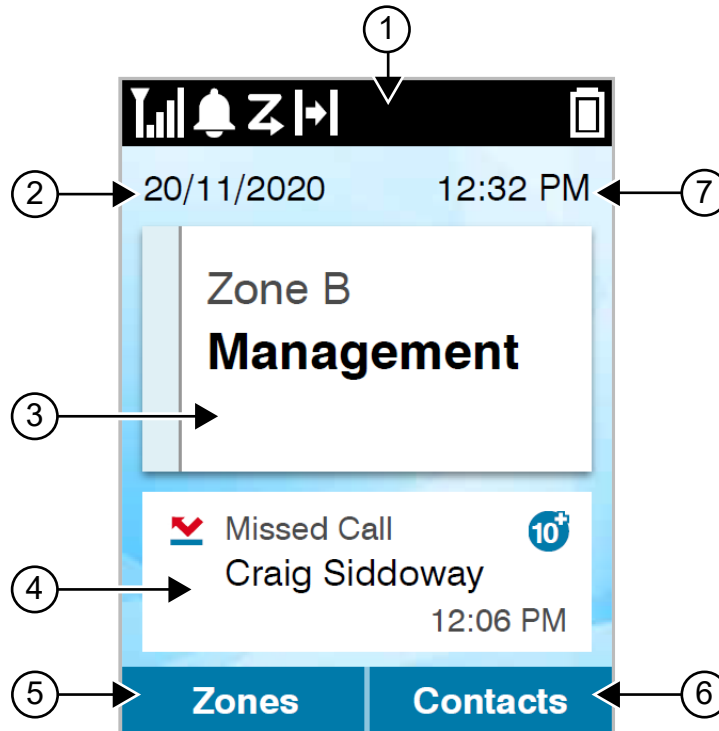 1
2
20/11/2020 12:32 PM
7
Zone B
Management
3
Missed Call 10+
Craig Siddoway
4
12:06 PM
5
Zones Contacts
6